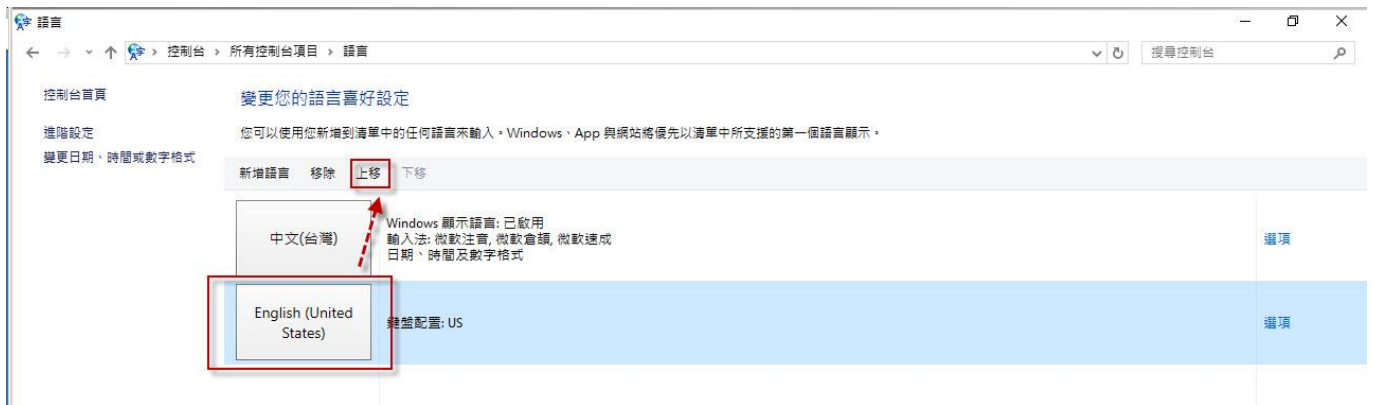 語言
控制台 › 所有控制台項目 › 語言
搜尋控制台
控制台首頁
進階設定
變更日期、時間或數字格式
變更您的語言喜好設定
您可以使用您新增到清單中的任何語言來輸入。Windows、App 與網站將優先以清單中所支援的第一個語言顯示。
新增語言 移除 上移 下移
中文(台灣)
Windows 顯示語言: 已啟用
輸入法: 微軟注音, 微軟倉頡, 微軟速成
日期、時間及數字格式
選項
English (United
States)
鍵盤配置: US
選項